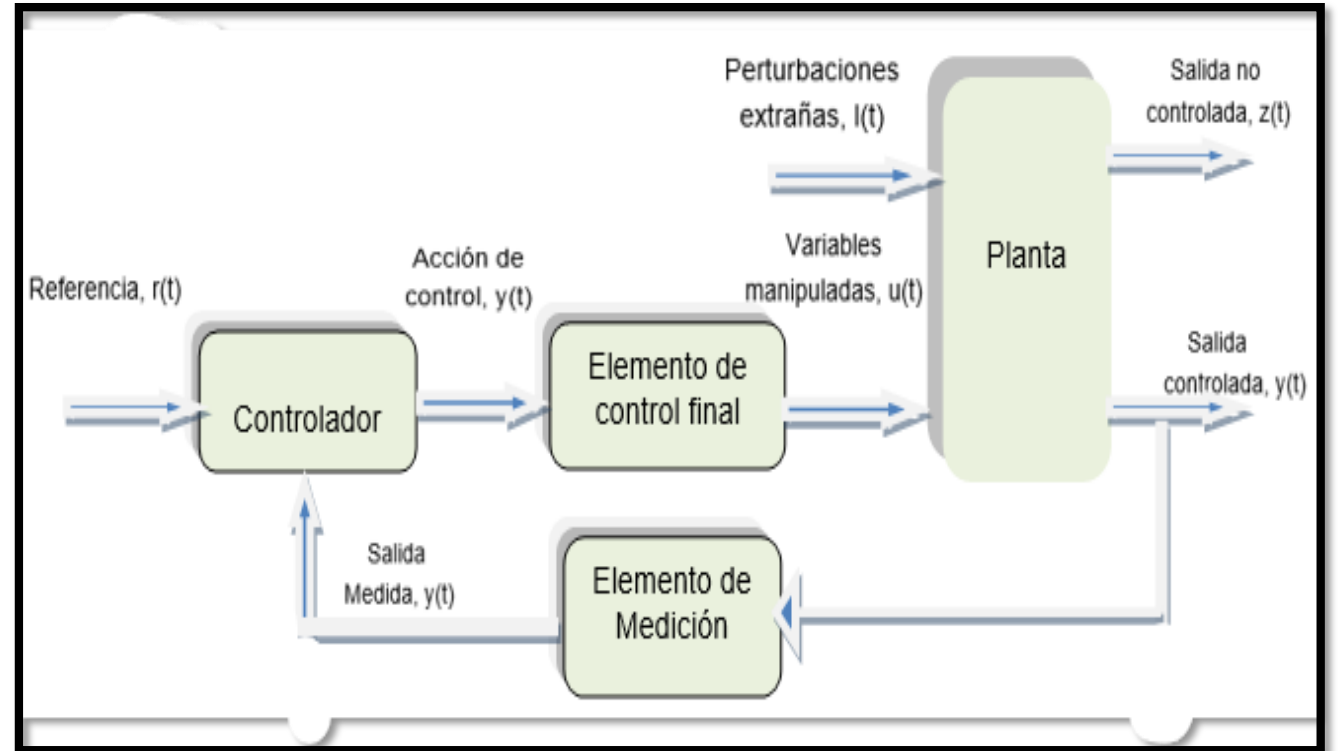 Perturbaciones
extrañas, l(t)
Salida no
controlada, z(t)
Referencia, r(t)
Acción de
control, y(t)
Variables
manipuladas, u(t)
Planta
Controlador
Elemento de
control final
Salida
controlada, y(t)
Salida
Medida, y(t)
Elemento de
Medición